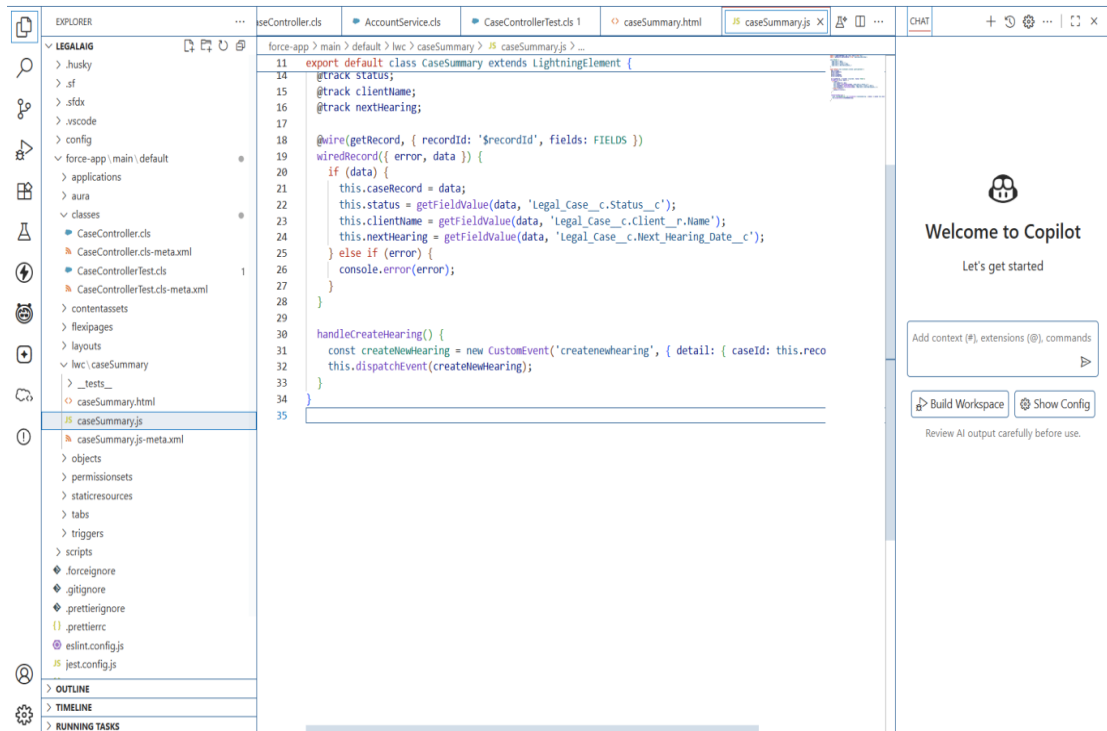 EXPLORER
LEGALAIG
.husky
.sf
.sfdx
.vscode
config
force-app\main\default
applications
aura
classes
CaseController.cls
CaseController.cls-meta.xml
CaseControllerTest.cls 1
CaseControllerTest.cls-meta.xml
contentassets
flexipages
layouts
lwc\caseSummary
__tests__
caseSummary.html
caseSummary.js
caseSummary.js-meta.xml
objects
permissionsets
staticresources
tabs
triggers
scripts
.forceignore
.gitignore
.prettierignore
.prettierrc
eslint.config.js
jest.config.js
OUTLINE
TIMELINE
RUNNING TASKS
aseController.cls AccountService.cls CaseControllerTest.cls 1 caseSummary.html caseSummary.js
force-app > main > default > lwc > caseSummary > JS caseSummary.js > ...
11 export default class CaseSummary extends LightningElement {
14 @track status;
15 @track clientName;
16 @track nextHearing;
17
18 @wire(getRecord, { recordId: '$recordId', fields: FIELDS })
19 wiredRecord({ error, data }) {
20 if (data) {
21 this.caseRecord = data;
22 this.status = getFieldValue(data, 'Legal_Case__c.Status__c');
23 this.clientName = getFieldValue(data, 'Legal_Case__c.Client__r.Name');
24 this.nextHearing = getFieldValue(data, 'Legal_Case__c.Next_Hearing_Date__c');
25 } else if (error) {
26 console.error(error);
27 }
28 }
29
30 handleCreateHearing() {
31 const createNewHearing = new CustomEvent('createnewhearing', { detail: { caseId: this.reco
32 this.dispatchEvent(createNewHearing);
33 }
34 }
35
CHAT
Welcome to Copilot
Let's get started
Add context (#), extensions (@), commands
Build Workspace Show Config
Review AI output carefully before use.